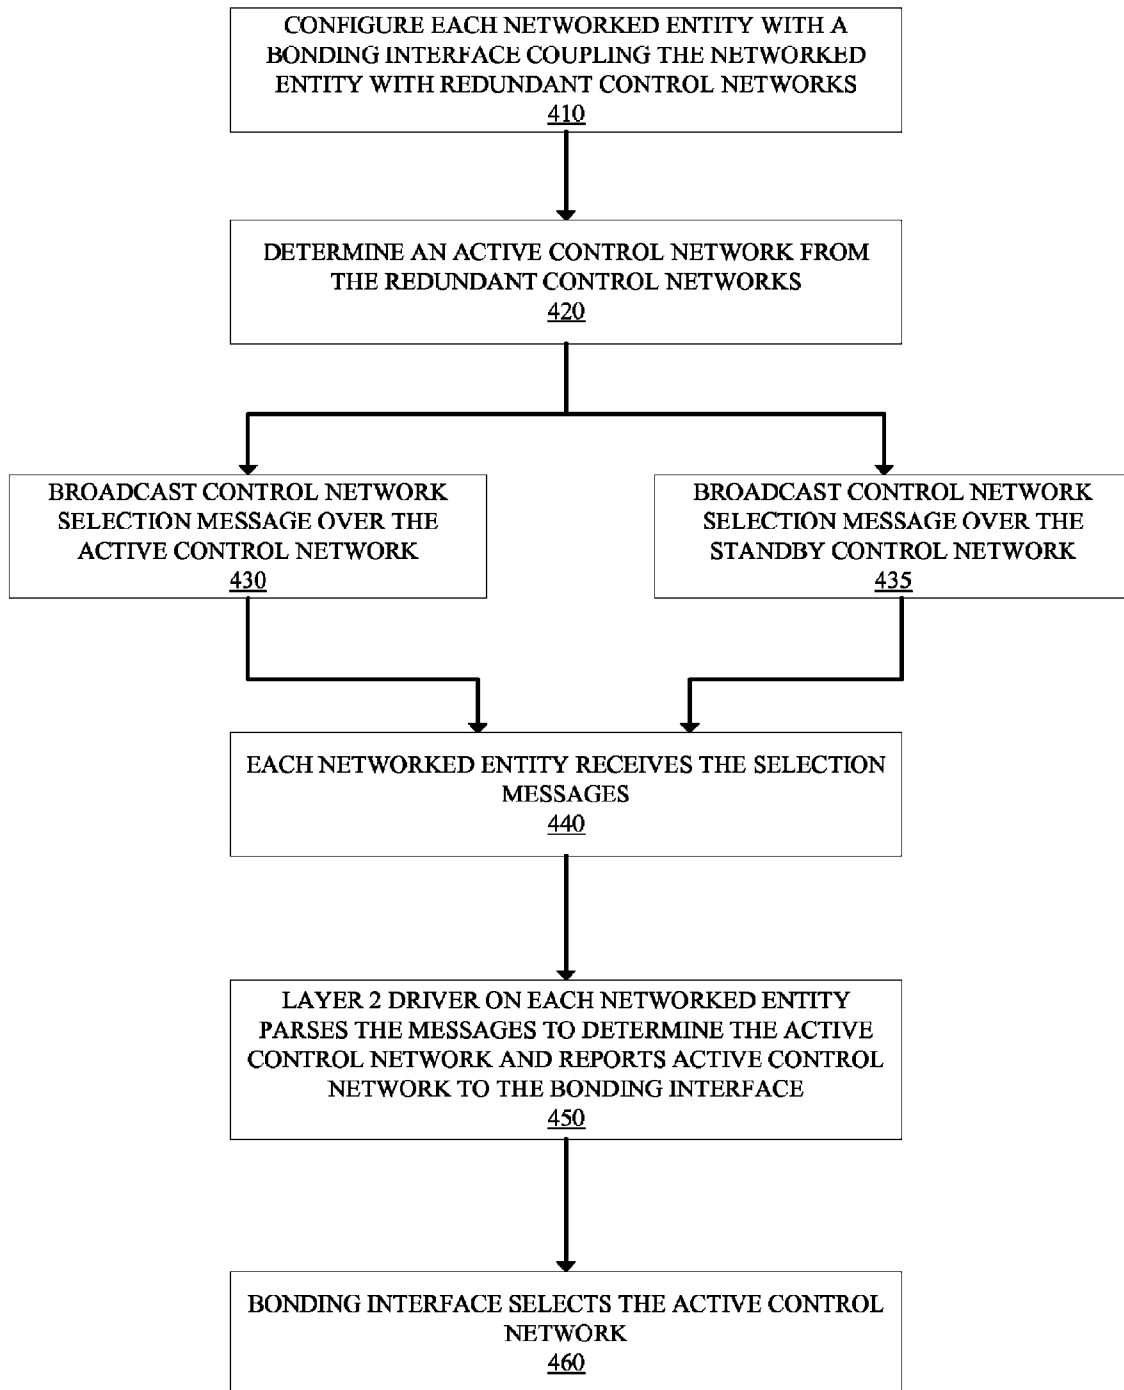 CONFIGURE EACH NETWORKED ENTITY WITH A
BONDING INTERFACE COUPLING THE NETWORKED
ENTITY WITH REDUNDANT CONTROL NETWORKS
410
DETERMINE AN ACTIVE CONTROL NETWORK FROM
THE REDUNDANT CONTROL NETWORKS
420
BROADCAST CONTROL NETWORK
SELECTION MESSAGE OVER THE
ACTIVE CONTROL NETWORK
430
BROADCAST CONTROL NETWORK
SELECTION MESSAGE OVER THE
STANDBY CONTROL NETWORK
435
EACH NETWORKED ENTITY RECEIVES THE SELECTION
MESSAGES
440
LAYER 2 DRIVER ON EACH NETWORKED ENTITY
PARSES THE MESSAGES TO DETERMINE THE ACTIVE
CONTROL NETWORK AND REPORTS ACTIVE CONTROL
NETWORK TO THE BONDING INTERFACE
450
BONDING INTERFACE SELECTS THE ACTIVE CONTROL
NETWORK
460